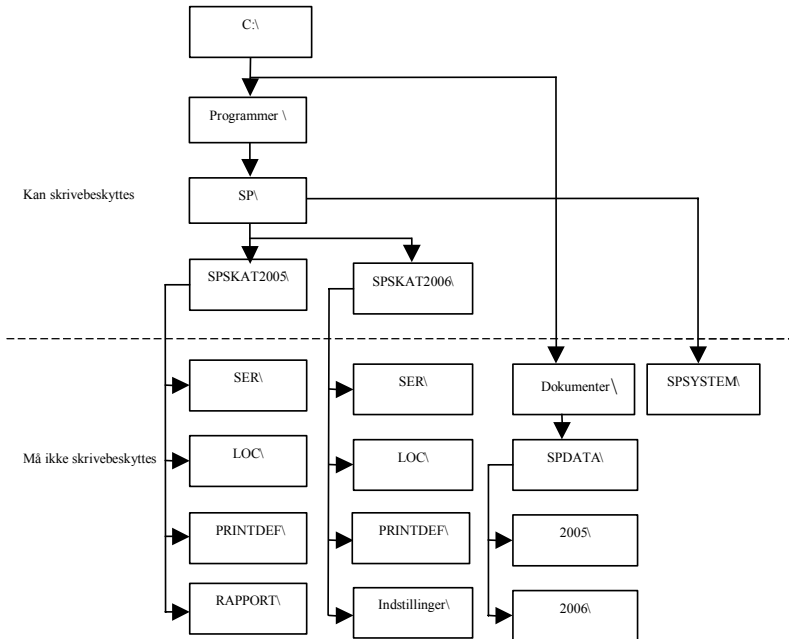 C:\
Programmer \
Kan skrivebeskyttes
SP\
SPSKAT2005\
SPSKAT2006\
SER\
SER\
Dokumenter\
SPSYSTEM\
Må ikke skrivebeskyttes
LOC\
LOC\
SPDATA\
PRINTDEF\
PRINTDEF\
2005\
RAPPORT\
Indstillinger\
2006\